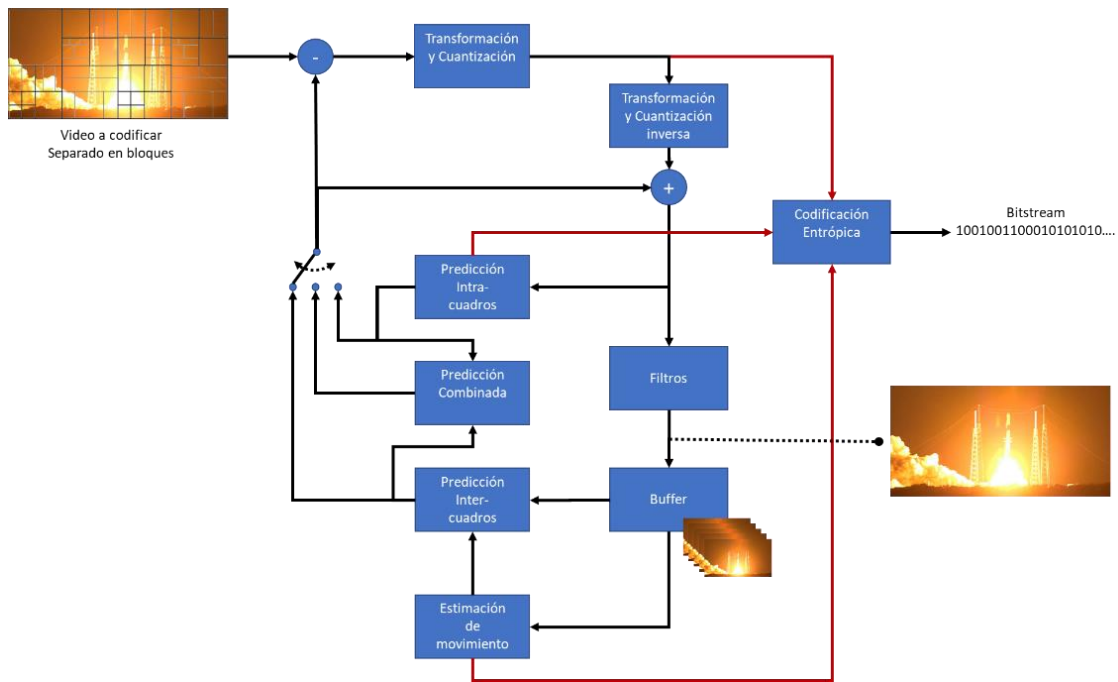 Transformación
y Cuantización
-
Video a codificar
Separado en bloques
Transformación
y Cuantización
inversa
+
Codificación
Entrópica
Bitstream
1001001100010101010....
Predicción
Intra-
cuadros
Filtros
Predicción
Combinada
Predicción
Inter-
cuadros
Buffer
Estimación
de
movimiento